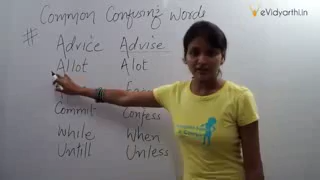 Common Confusing Words
eVidyarthi.in
#
Advice Advise
Allot Alot
Commit Confess
While When
Untill Unless